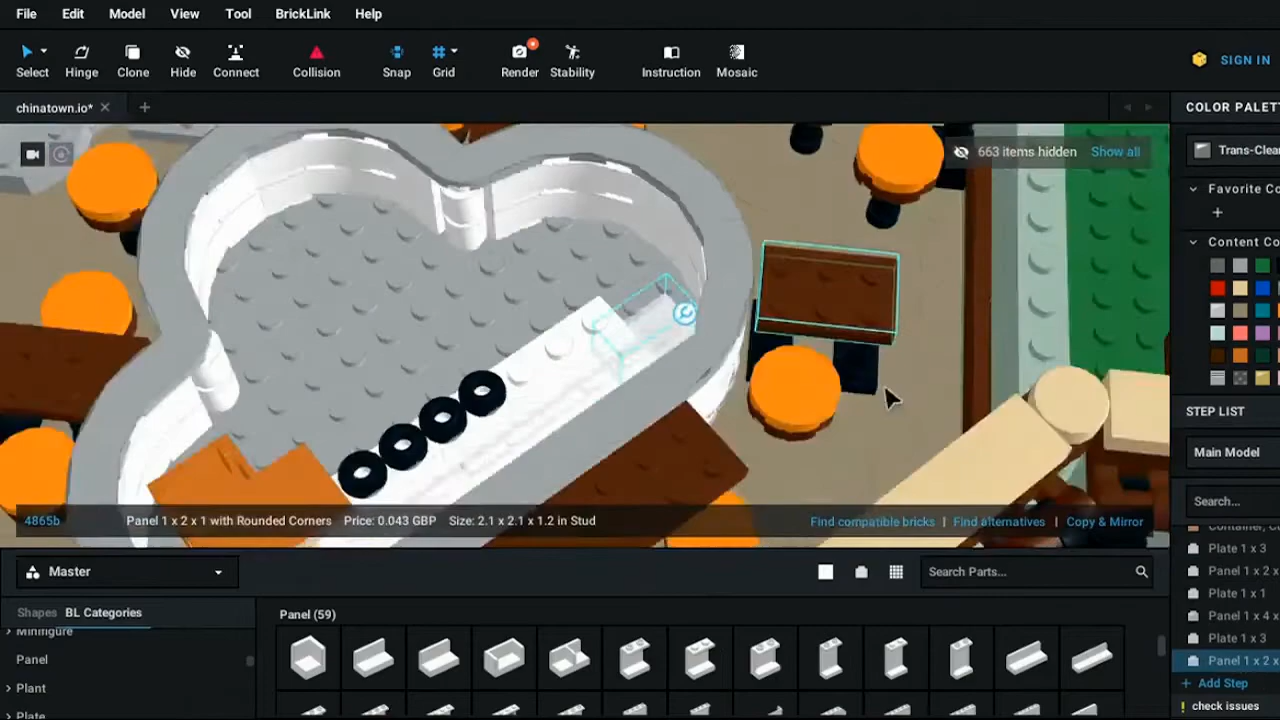 File Edit Model View Tool BrickLink Help
Select Hinge Clone Hide Connect Collision Snap Grid Render Stability Instruction Mosaic SIGN IN
chinatown.io*
663 items hidden Show all
4865b Panel 1 x 2 x 1 with Rounded Corners Price: 0.043 GBP Size: 2.1 x 2.1 x 1.2 in Stud Find compatible bricks | Find alternatives | Copy & Mirror
Master Search Parts...
Shapes BL Categories
Minifigure
Panel
Plant
Plate
Panel (59)
COLOR PALET
Trans-Clea
Favorite Co
Content Co
STEP LIST
Main Model
Search...
Container, Co
Plate 1 x 3
Panel 1 x 2 x
Plate 1 x 1
Panel 1 x 4 x
Plate 1 x 3
Panel 1 x 2 x
+ Add Step
check issues